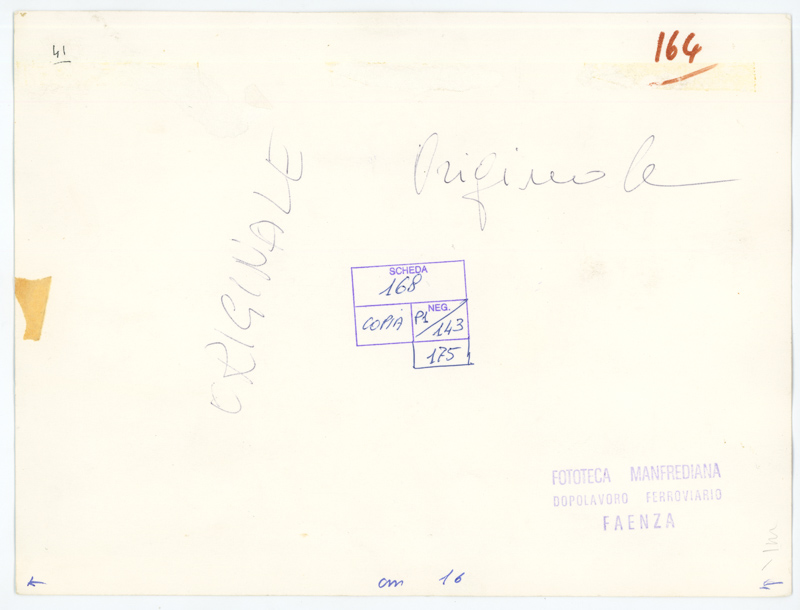 41
164
Originale
ORIGINALE
SCHEDA
168
COPIA
NEG.
P1/143
175
FOTOTECA MANFREDIANA
DOPOLAVORO FERROVIARIO
FAENZA
cm 16